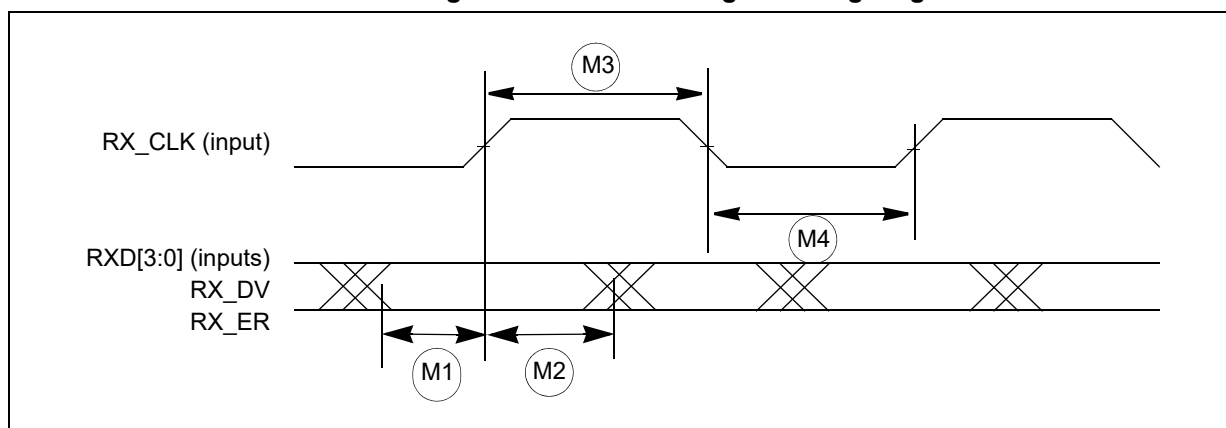 M3
RX_CLK (input)
M4
RXD[3:0] (inputs)
RX_DV
RX_ER
M1
M2